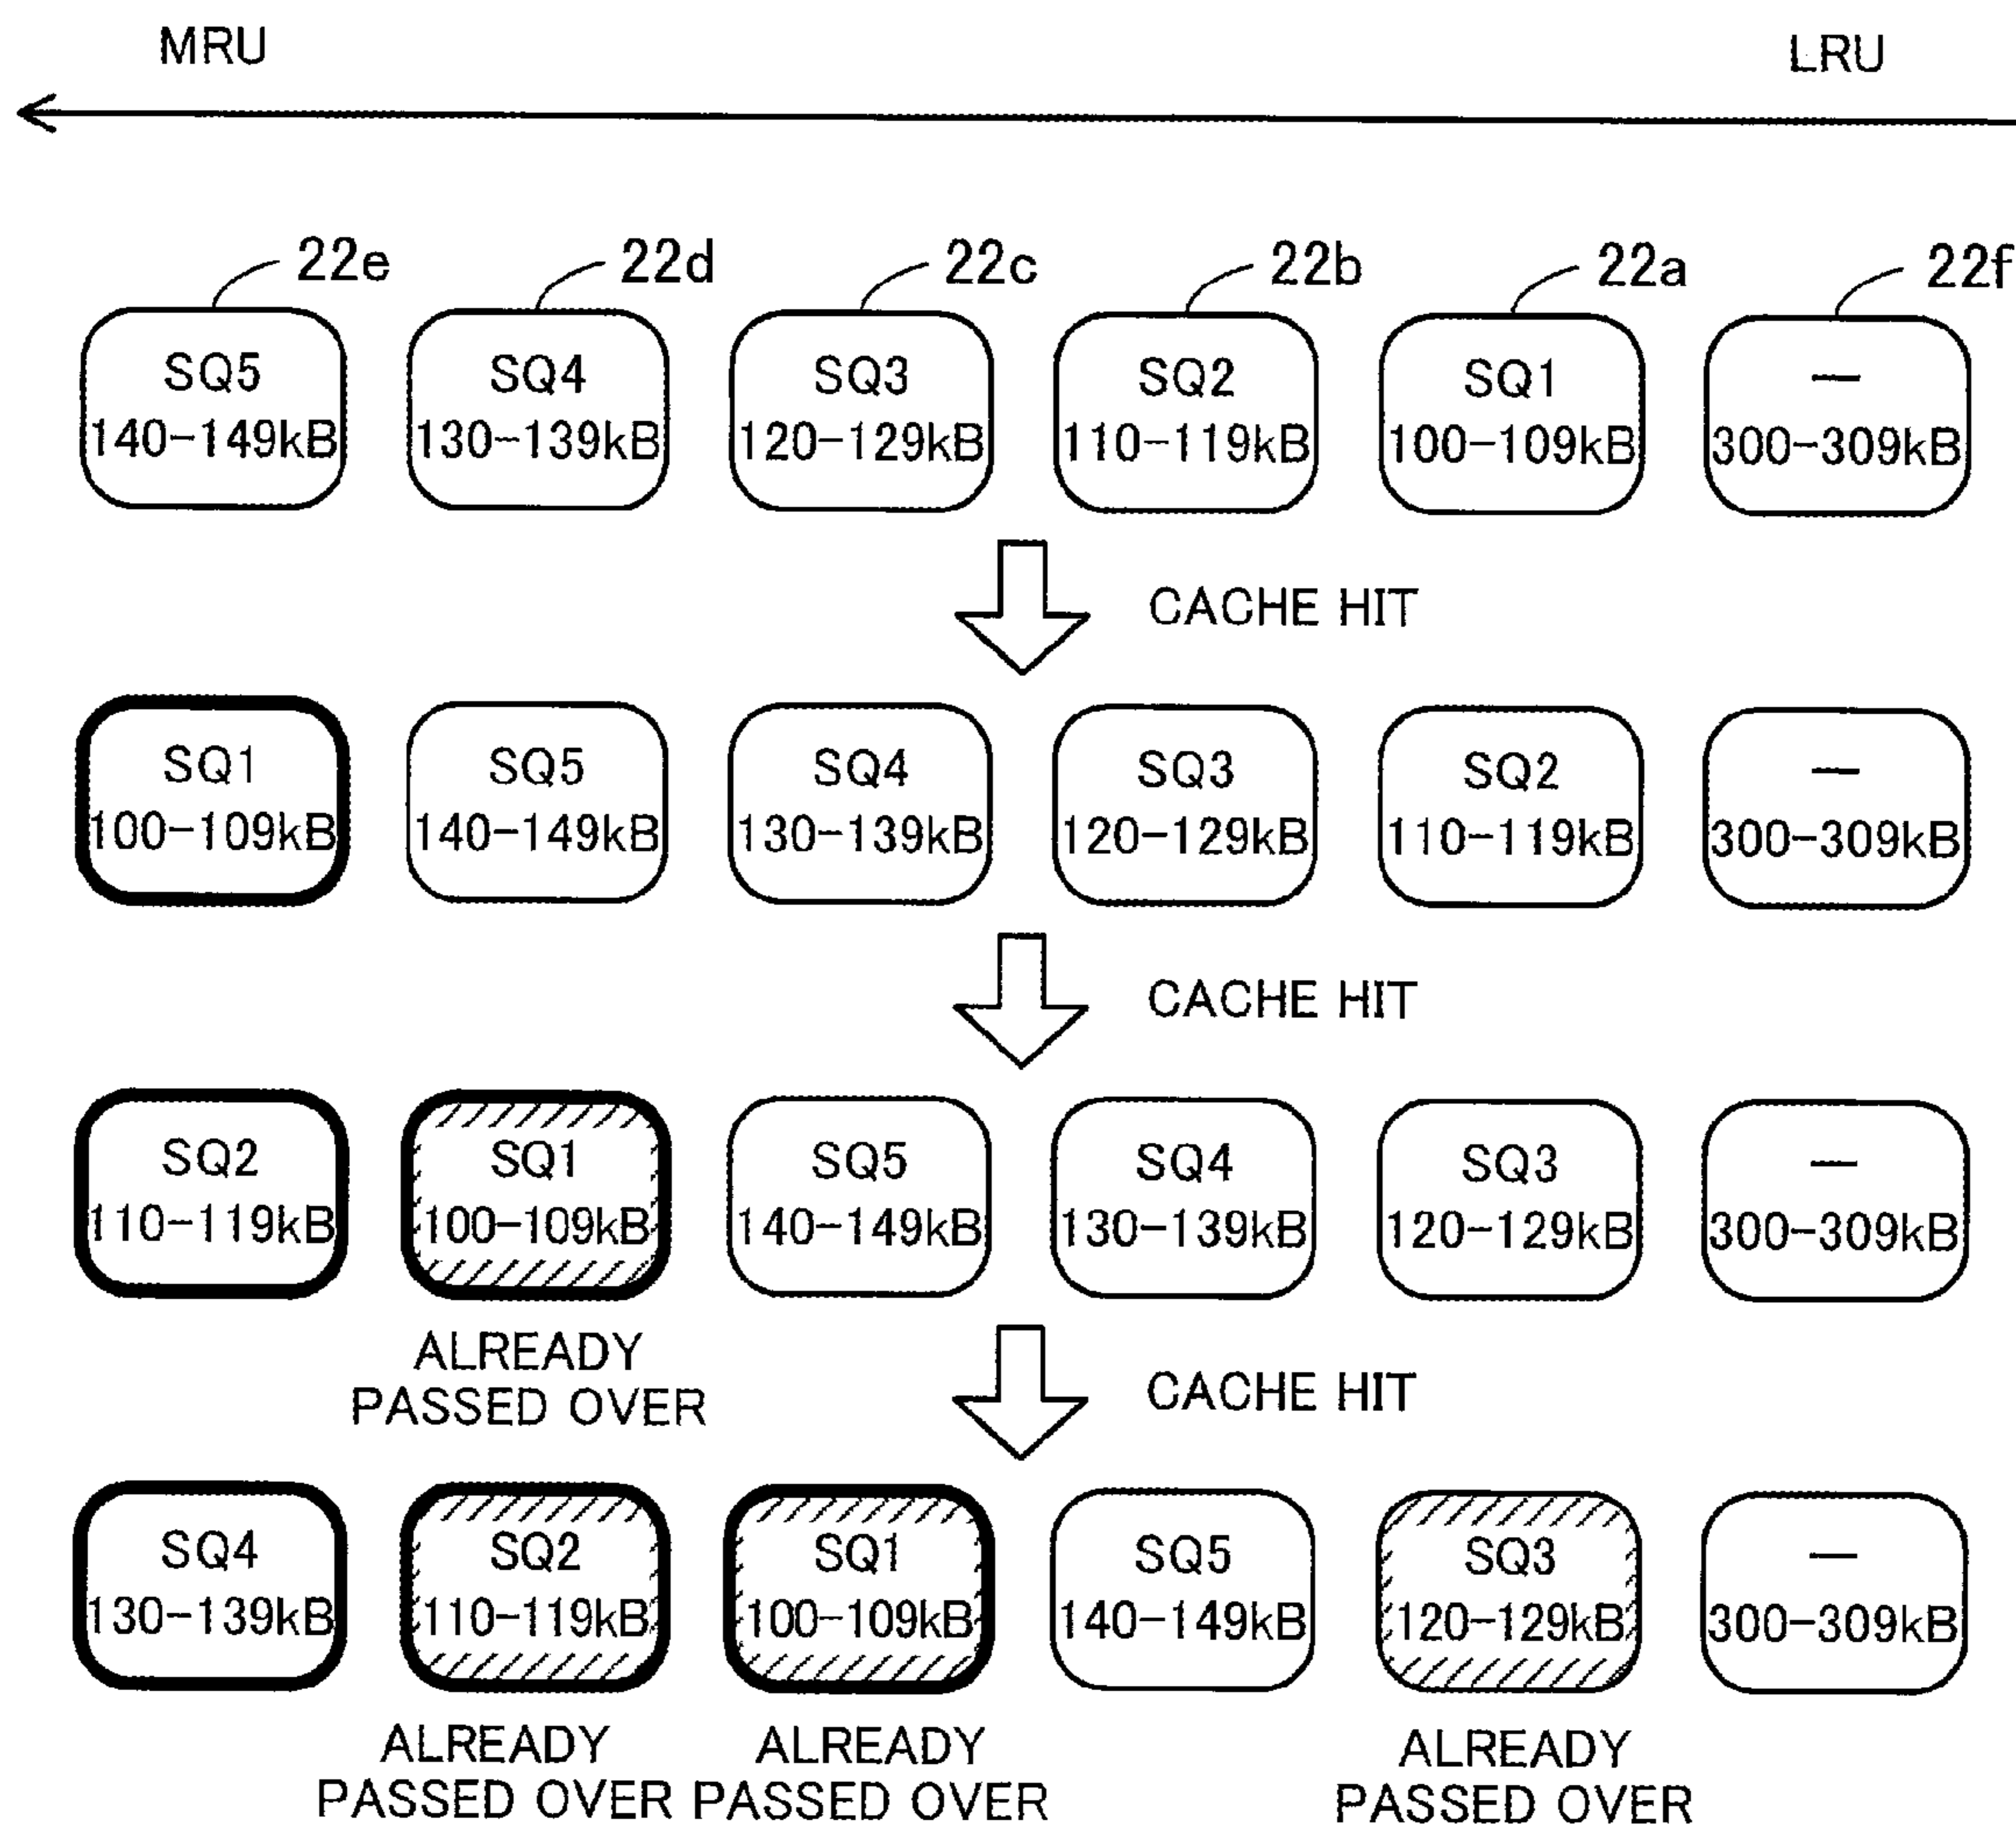 MRU LRU
22e 22d 22c 22b 22a 22f
SQ5 SQ4 SQ3 SQ2 SQ1 —
140-149kB 130-139kB 120-129kB 110-119kB 100-109kB 300-309kB
CACHE HIT
SQ1 SQ5 SQ4 SQ3 SQ2 —
100-109kB 140-149kB 130-139kB 120-129kB 110-119kB 300-309kB
CACHE HIT
SQ2 SQ1 SQ5 SQ4 SQ3 —
110-119kB 100-109kB 140-149kB 130-139kB 120-129kB 300-309kB
ALREADY
PASSED OVER
CACHE HIT
SQ4 SQ2 SQ1 SQ5 SQ3 —
130-139kB 110-119kB 100-109kB 140-149kB 120-129kB 300-309kB
ALREADY ALREADY ALREADY
PASSED OVER PASSED OVER PASSED OVER